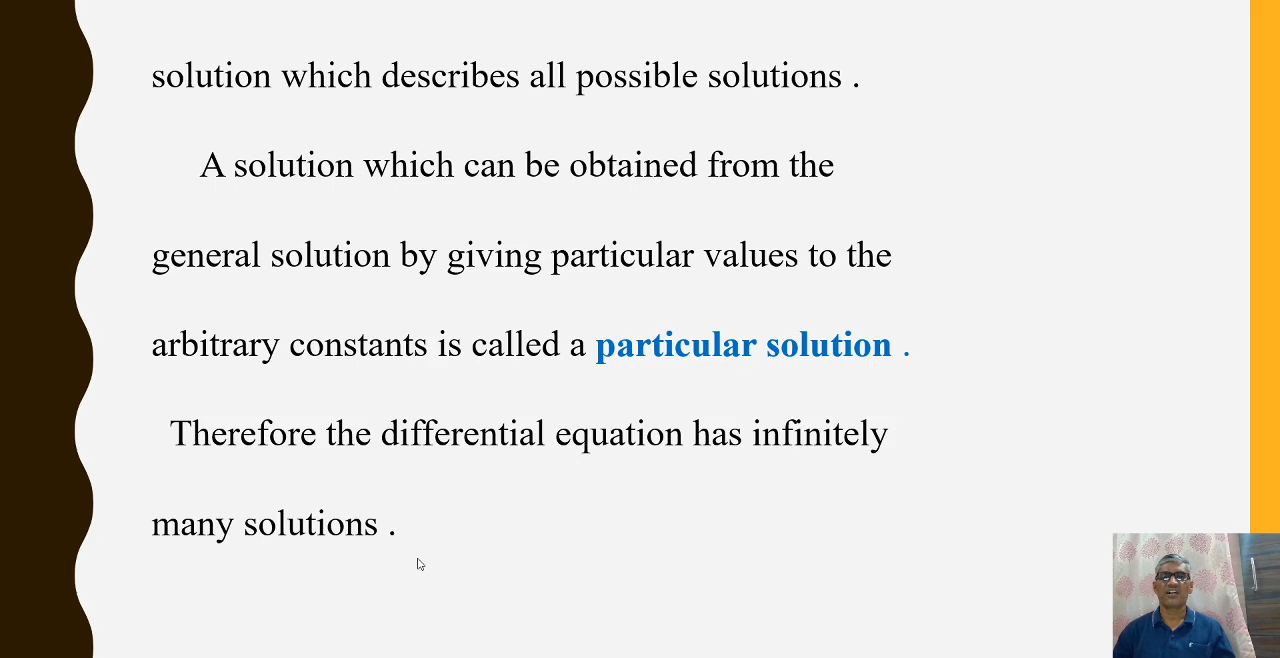 solution which describes all possible solutions .
A solution which can be obtained from the
general solution by giving particular values to the
arbitrary constants is called a particular solution .
Therefore the differential equation has infinitely
many solutions .